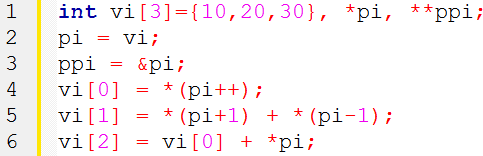 1 int vi[3]={10,20,30}, *pi, **ppi;
2 pi = vi;
3 ppi = &pi;
4 vi[0] = *(pi++);
5 vi[1] = *(pi+1) + *(pi-1);
6 vi[2] = vi[0] + *pi;